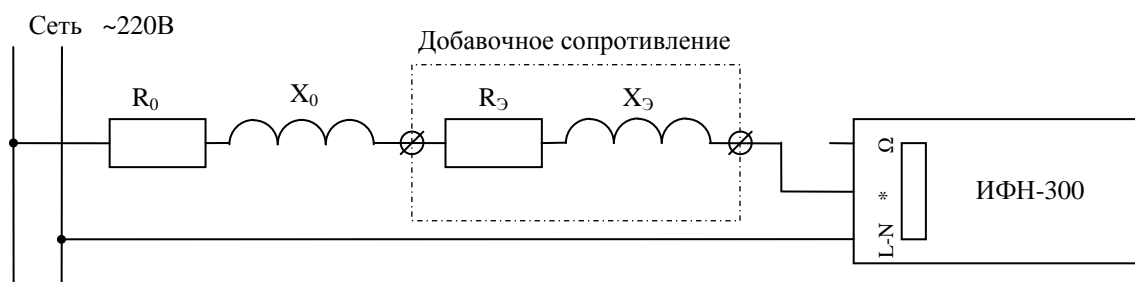 Сеть ~220В
Добавочное сопротивление
R0
X0
RЭ
XЭ
Ω
*
L-N
ИФН-300